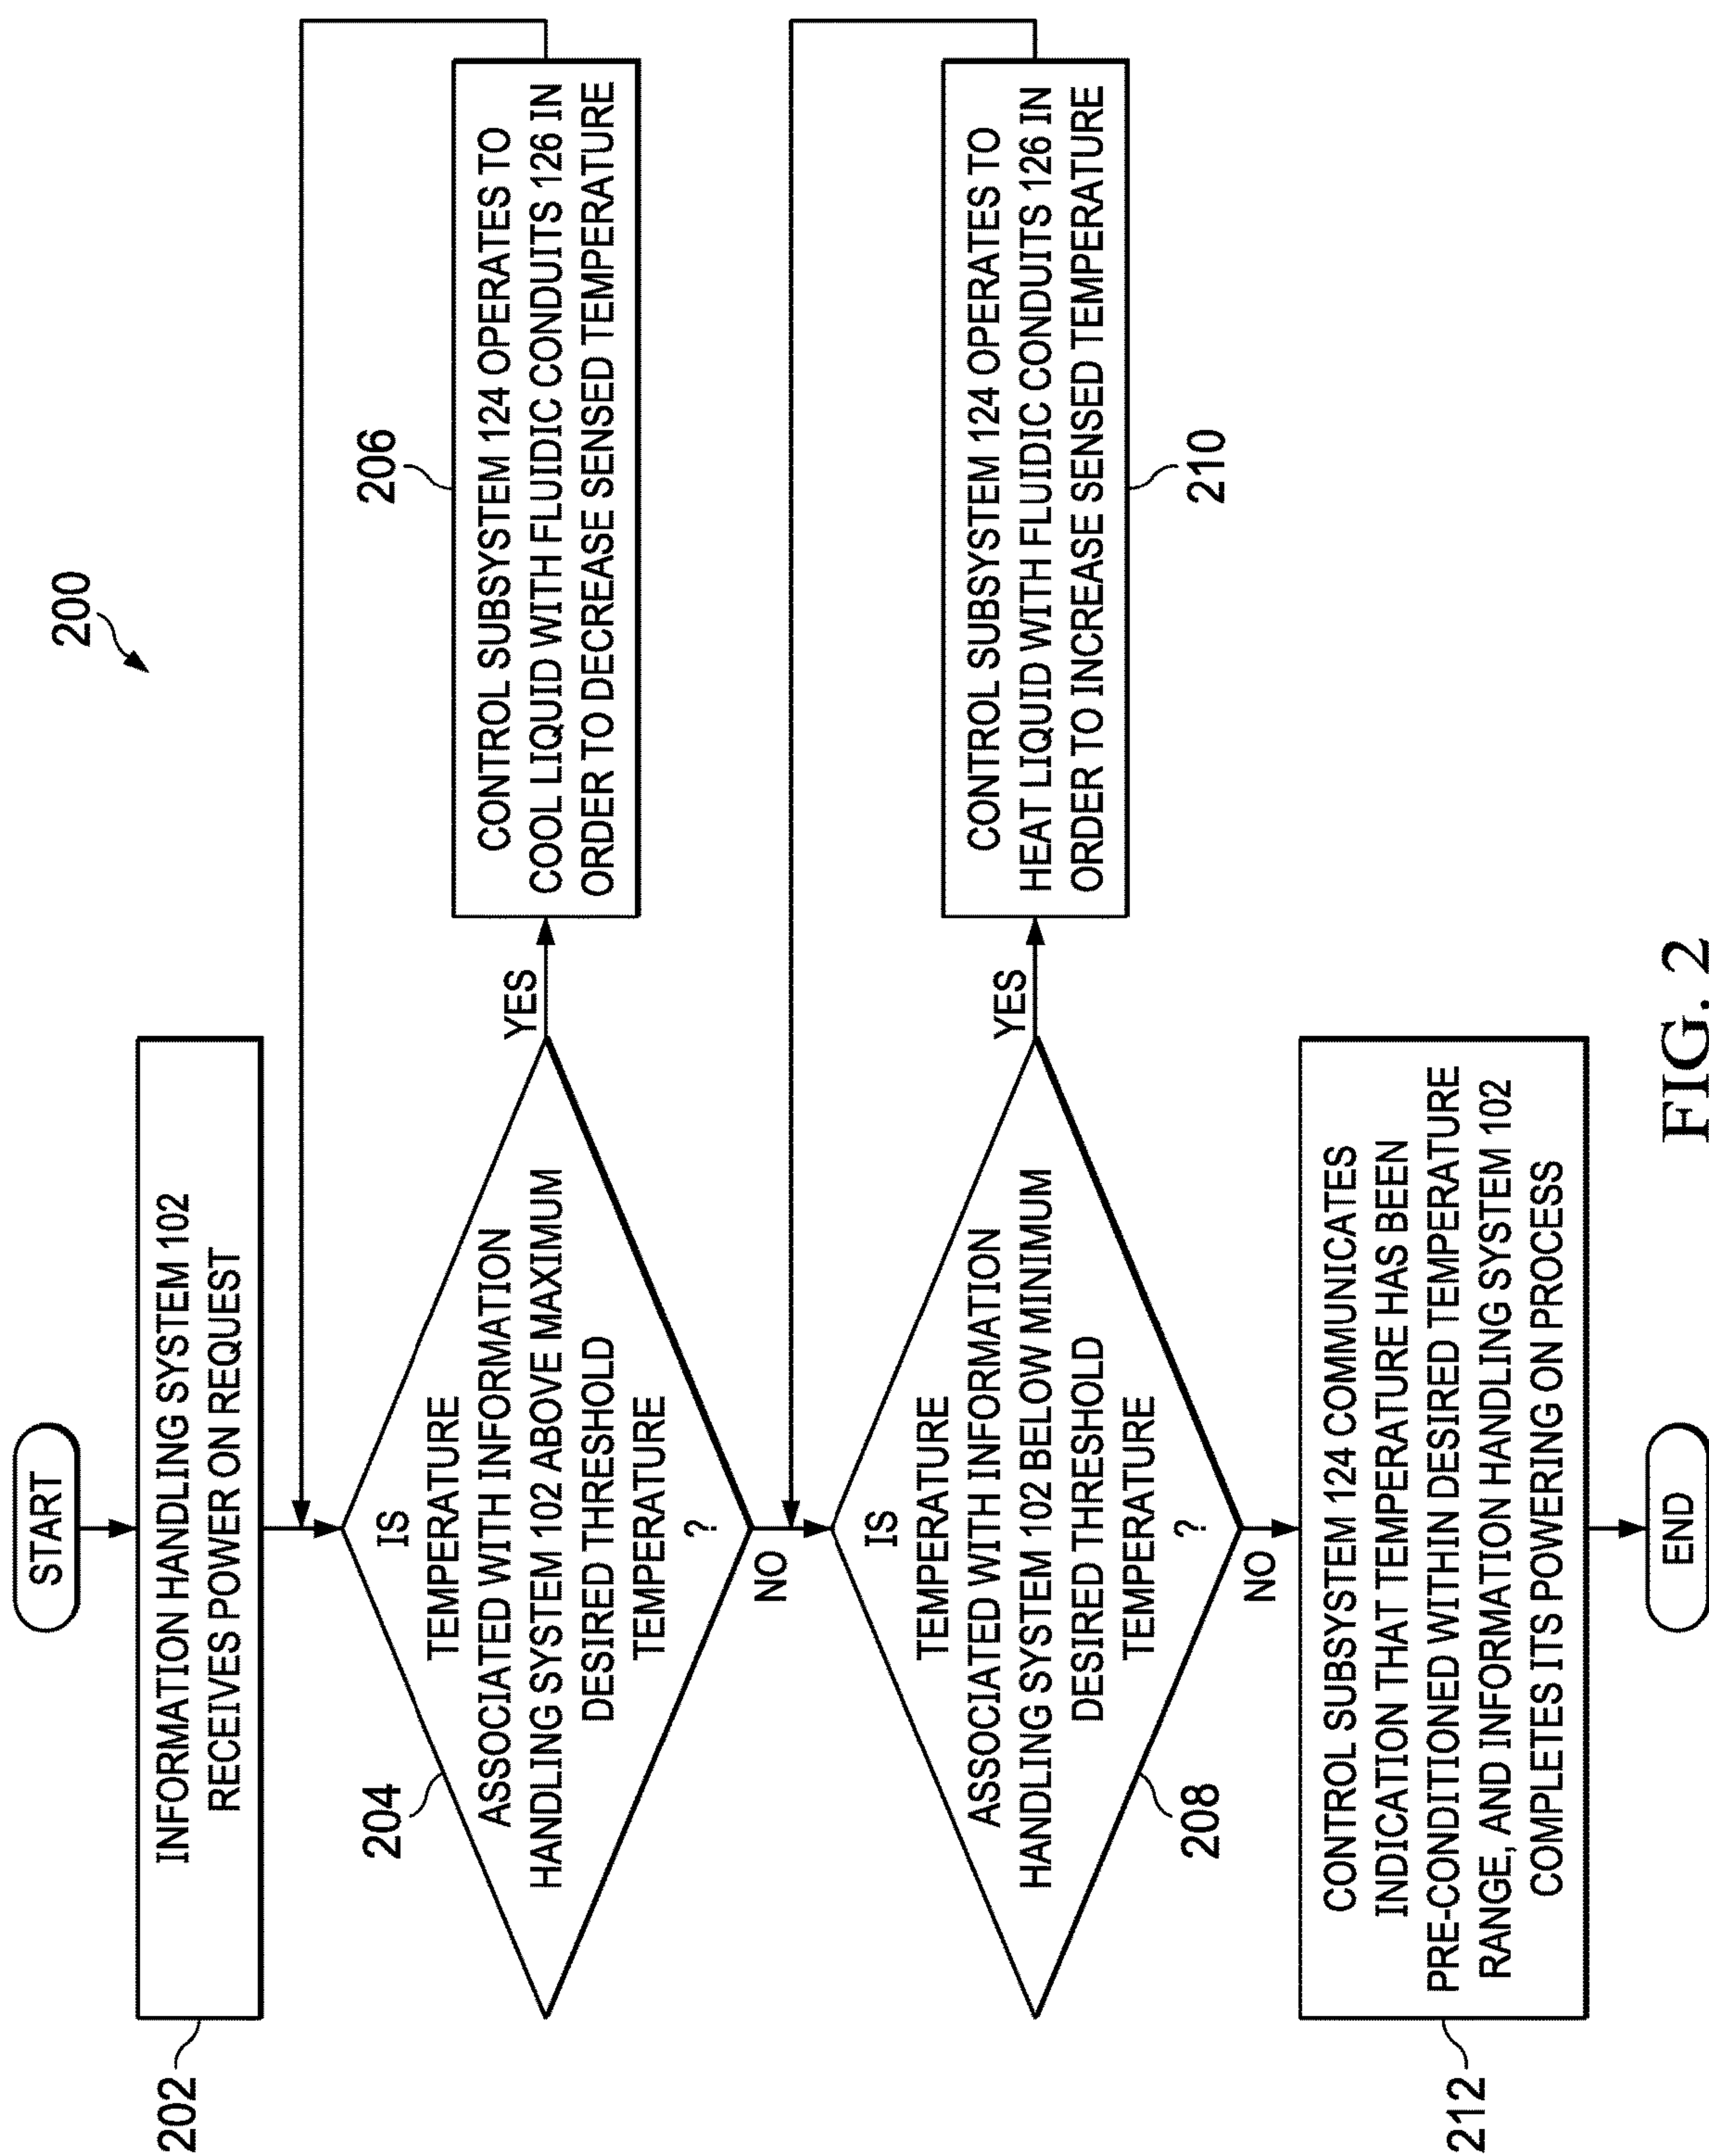 200
START
202
INFORMATION HANDLING SYSTEM 102
RECEIVES POWER ON REQUEST
204
IS
TEMPERATURE
ASSOCIATED WITH INFORMATION
HANDLING SYSTEM 102 ABOVE MAXIMUM
DESIRED THRESHOLD
TEMPERATURE
?
YES
206
CONTROL SUBSYSTEM 124 OPERATES TO
COOL LIQUID WITH FLUIDIC CONDUITS 126 IN
ORDER TO DECREASE SENSED TEMPERATURE
NO
IS
TEMPERATURE
ASSOCIATED WITH INFORMATION
HANDLING SYSTEM 102 BELOW MINIMUM
DESIRED THRESHOLD
TEMPERATURE
?
208
YES
CONTROL SUBSYSTEM 124 OPERATES TO
HEAT LIQUID WITH FLUIDIC CONDUITS 126 IN
ORDER TO INCREASE SENSED TEMPERATURE
210
NO
CONTROL SUBSYSTEM 124 COMMUNICATES
INDICATION THAT TEMPERATURE HAS BEEN
PRE-CONDITIONED WITHIN DESIRED TEMPERATURE
RANGE, AND INFORMATION HANDLING SYSTEM 102
COMPLETES ITS POWERING ON PROCESS
212
END
FIG. 2